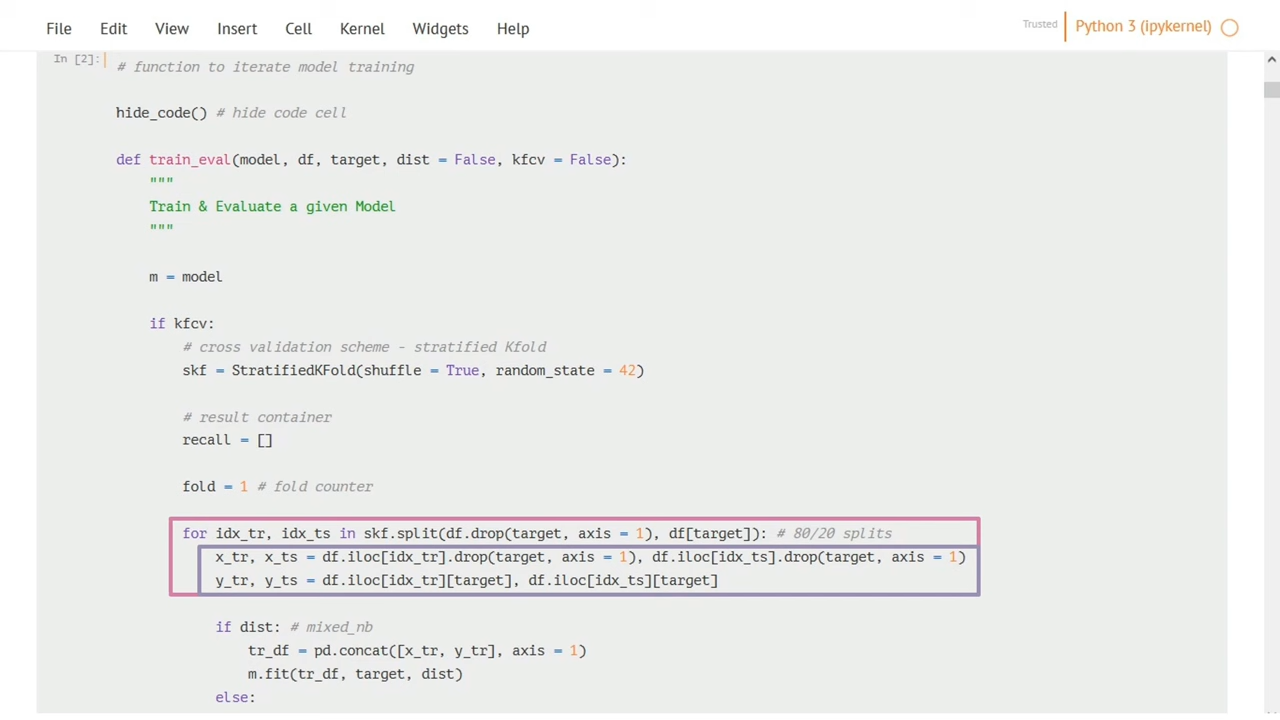 File Edit View Insert Cell Kernel Widgets Help Trusted Python 3 (ipykernel)
In [2]:
# function to iterate model training
hide_code() # hide code cell
def train_eval(model, df, target, dist = False, kfcv = False):
"""
Train & Evaluate a given Model
"""
m = model
if kfcv:
# cross validation scheme - stratified Kfold
skf = StratifiedKFold(shuffle = True, random_state = 42)
# result container
recall = []
fold = 1 # fold counter
for idx_tr, idx_ts in skf.split(df.drop(target, axis = 1), df[target]): # 80/20 splits
x_tr, x_ts = df.iloc[idx_tr].drop(target, axis = 1), df.iloc[idx_ts].drop(target, axis = 1)
y_tr, y_ts = df.iloc[idx_tr][target], df.iloc[idx_ts][target]
if dist: # mixed_nb
tr_df = pd.concat([x_tr, y_tr], axis = 1)
m.fit(tr_df, target, dist)
else: